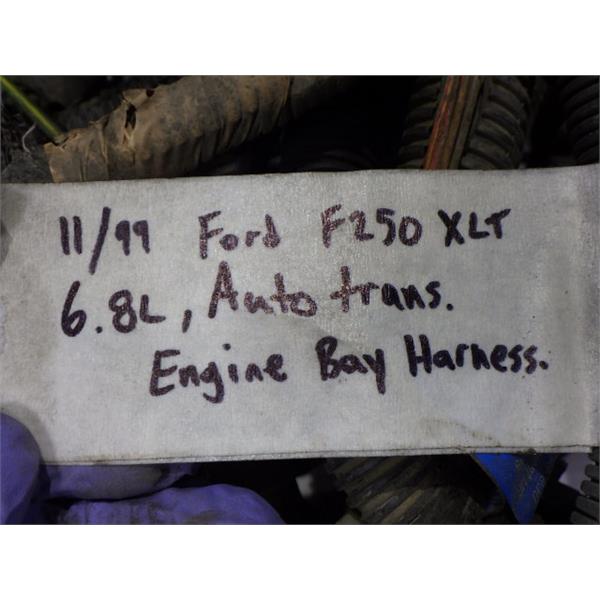 11/99 Ford F250 XLT
6.8L, Auto trans.
Engine Bay Harness.